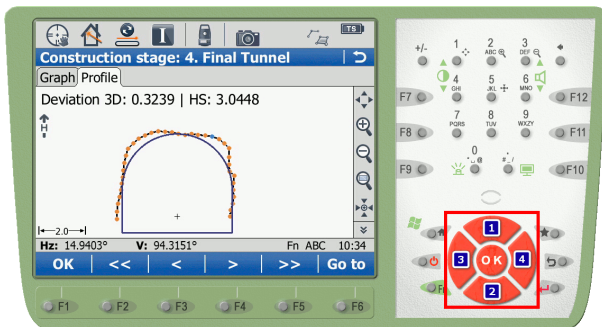 TS
Construction stage: 4. Final Tunnel
Graph Profile
Deviation 3D: 0.3239 | HS: 3.0448
H
2.0
Hz: 14.9403° V: 94.3151° Fn ABC 10:34
OK << < > >> Go to
F1 F2 F3 F4 F5 F6
+/- 1 2 ABC 3 DEF
4 GHI 5 JKL 6 MNO
F7 F12
7 PQRS 8 TUV 9 WXZY
F8 F11
0
. _ @ # _ /
F9 F10
1
3 OK 4
Fn 2